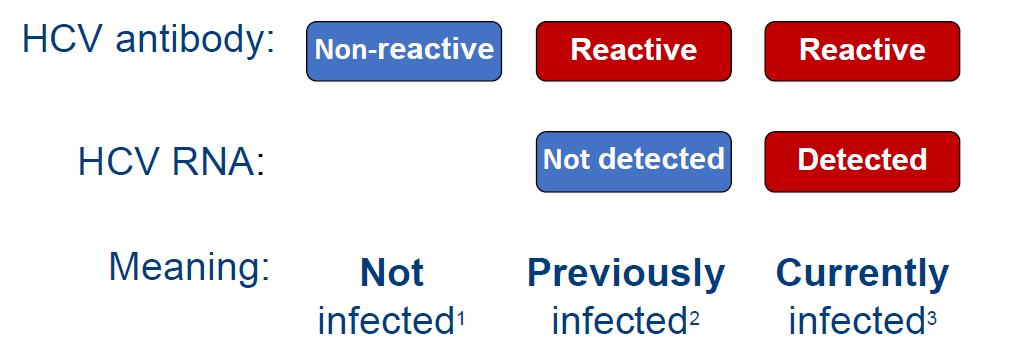 HCV antibody: Non-reactive Reactive Reactive
HCV RNA: Not detected Detected
Meaning: Not Previously Currently
infected1 infected2 infected3